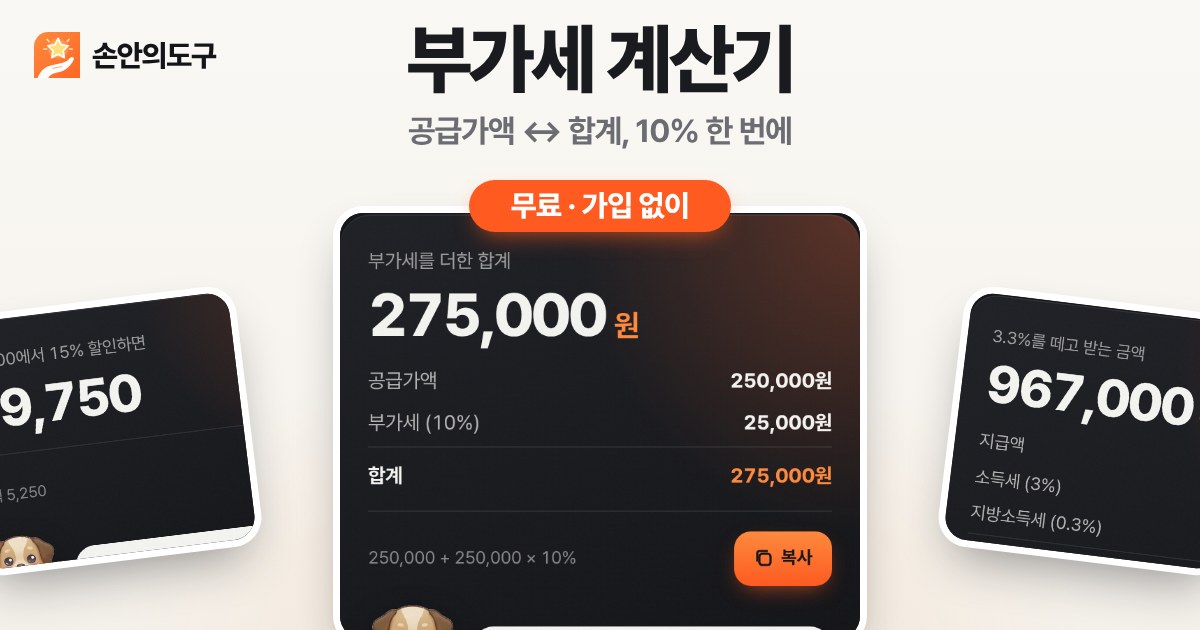 손안의도구
부가세 계산기
공급가액 ↔ 합계, 10% 한 번에
무료 · 가입 없이
부가세를 더한 합계
275,000 원
공급가액 250,000원
부가세 (10%) 25,000원
합계 275,000원
250,000 + 250,000 × 10%
복사
00에서 15% 할인하면
9,750
5,250
3.3%를 떼고 받는 금액
967,000
지급액
소득세 (3%)
지방소득세 (0.3%)